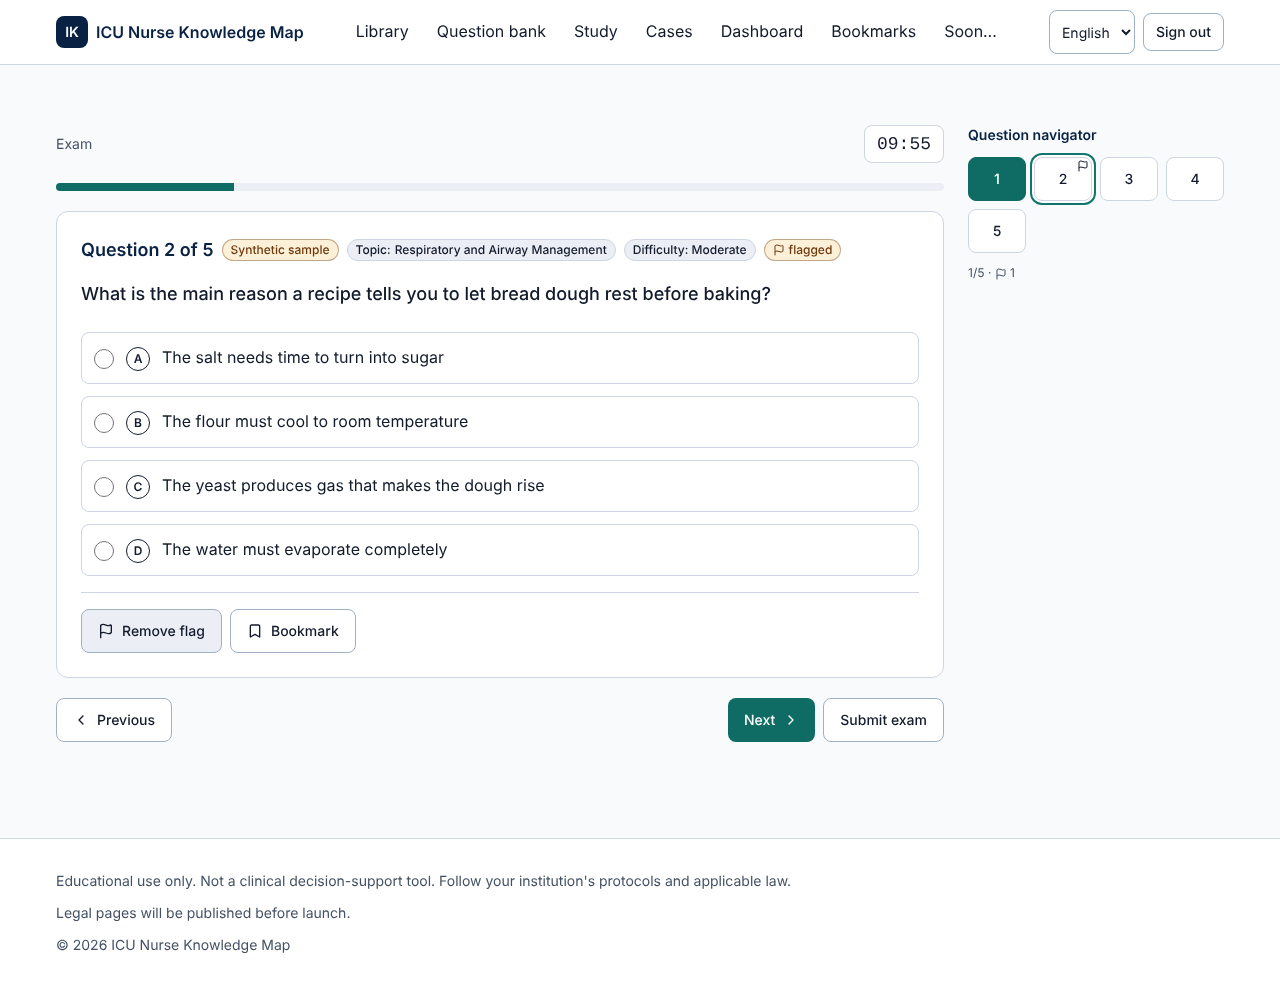 IK ICU Nurse Knowledge Map Library Question bank Study Cases Dashboard Bookmarks Soon... English Sign out
Exam 09:55
Question 2 of 5 Synthetic sample Topic: Respiratory and Airway Management Difficulty: Moderate flagged
What is the main reason a recipe tells you to let bread dough rest before baking?
A The salt needs time to turn into sugar
B The flour must cool to room temperature
C The yeast produces gas that makes the dough rise
D The water must evaporate completely
Remove flag Bookmark
Previous Next Submit exam
Question navigator
1 2 3 4
5
1/5 · 1
Educational use only. Not a clinical decision-support tool. Follow your institution's protocols and applicable law.
Legal pages will be published before launch.
© 2026 ICU Nurse Knowledge Map